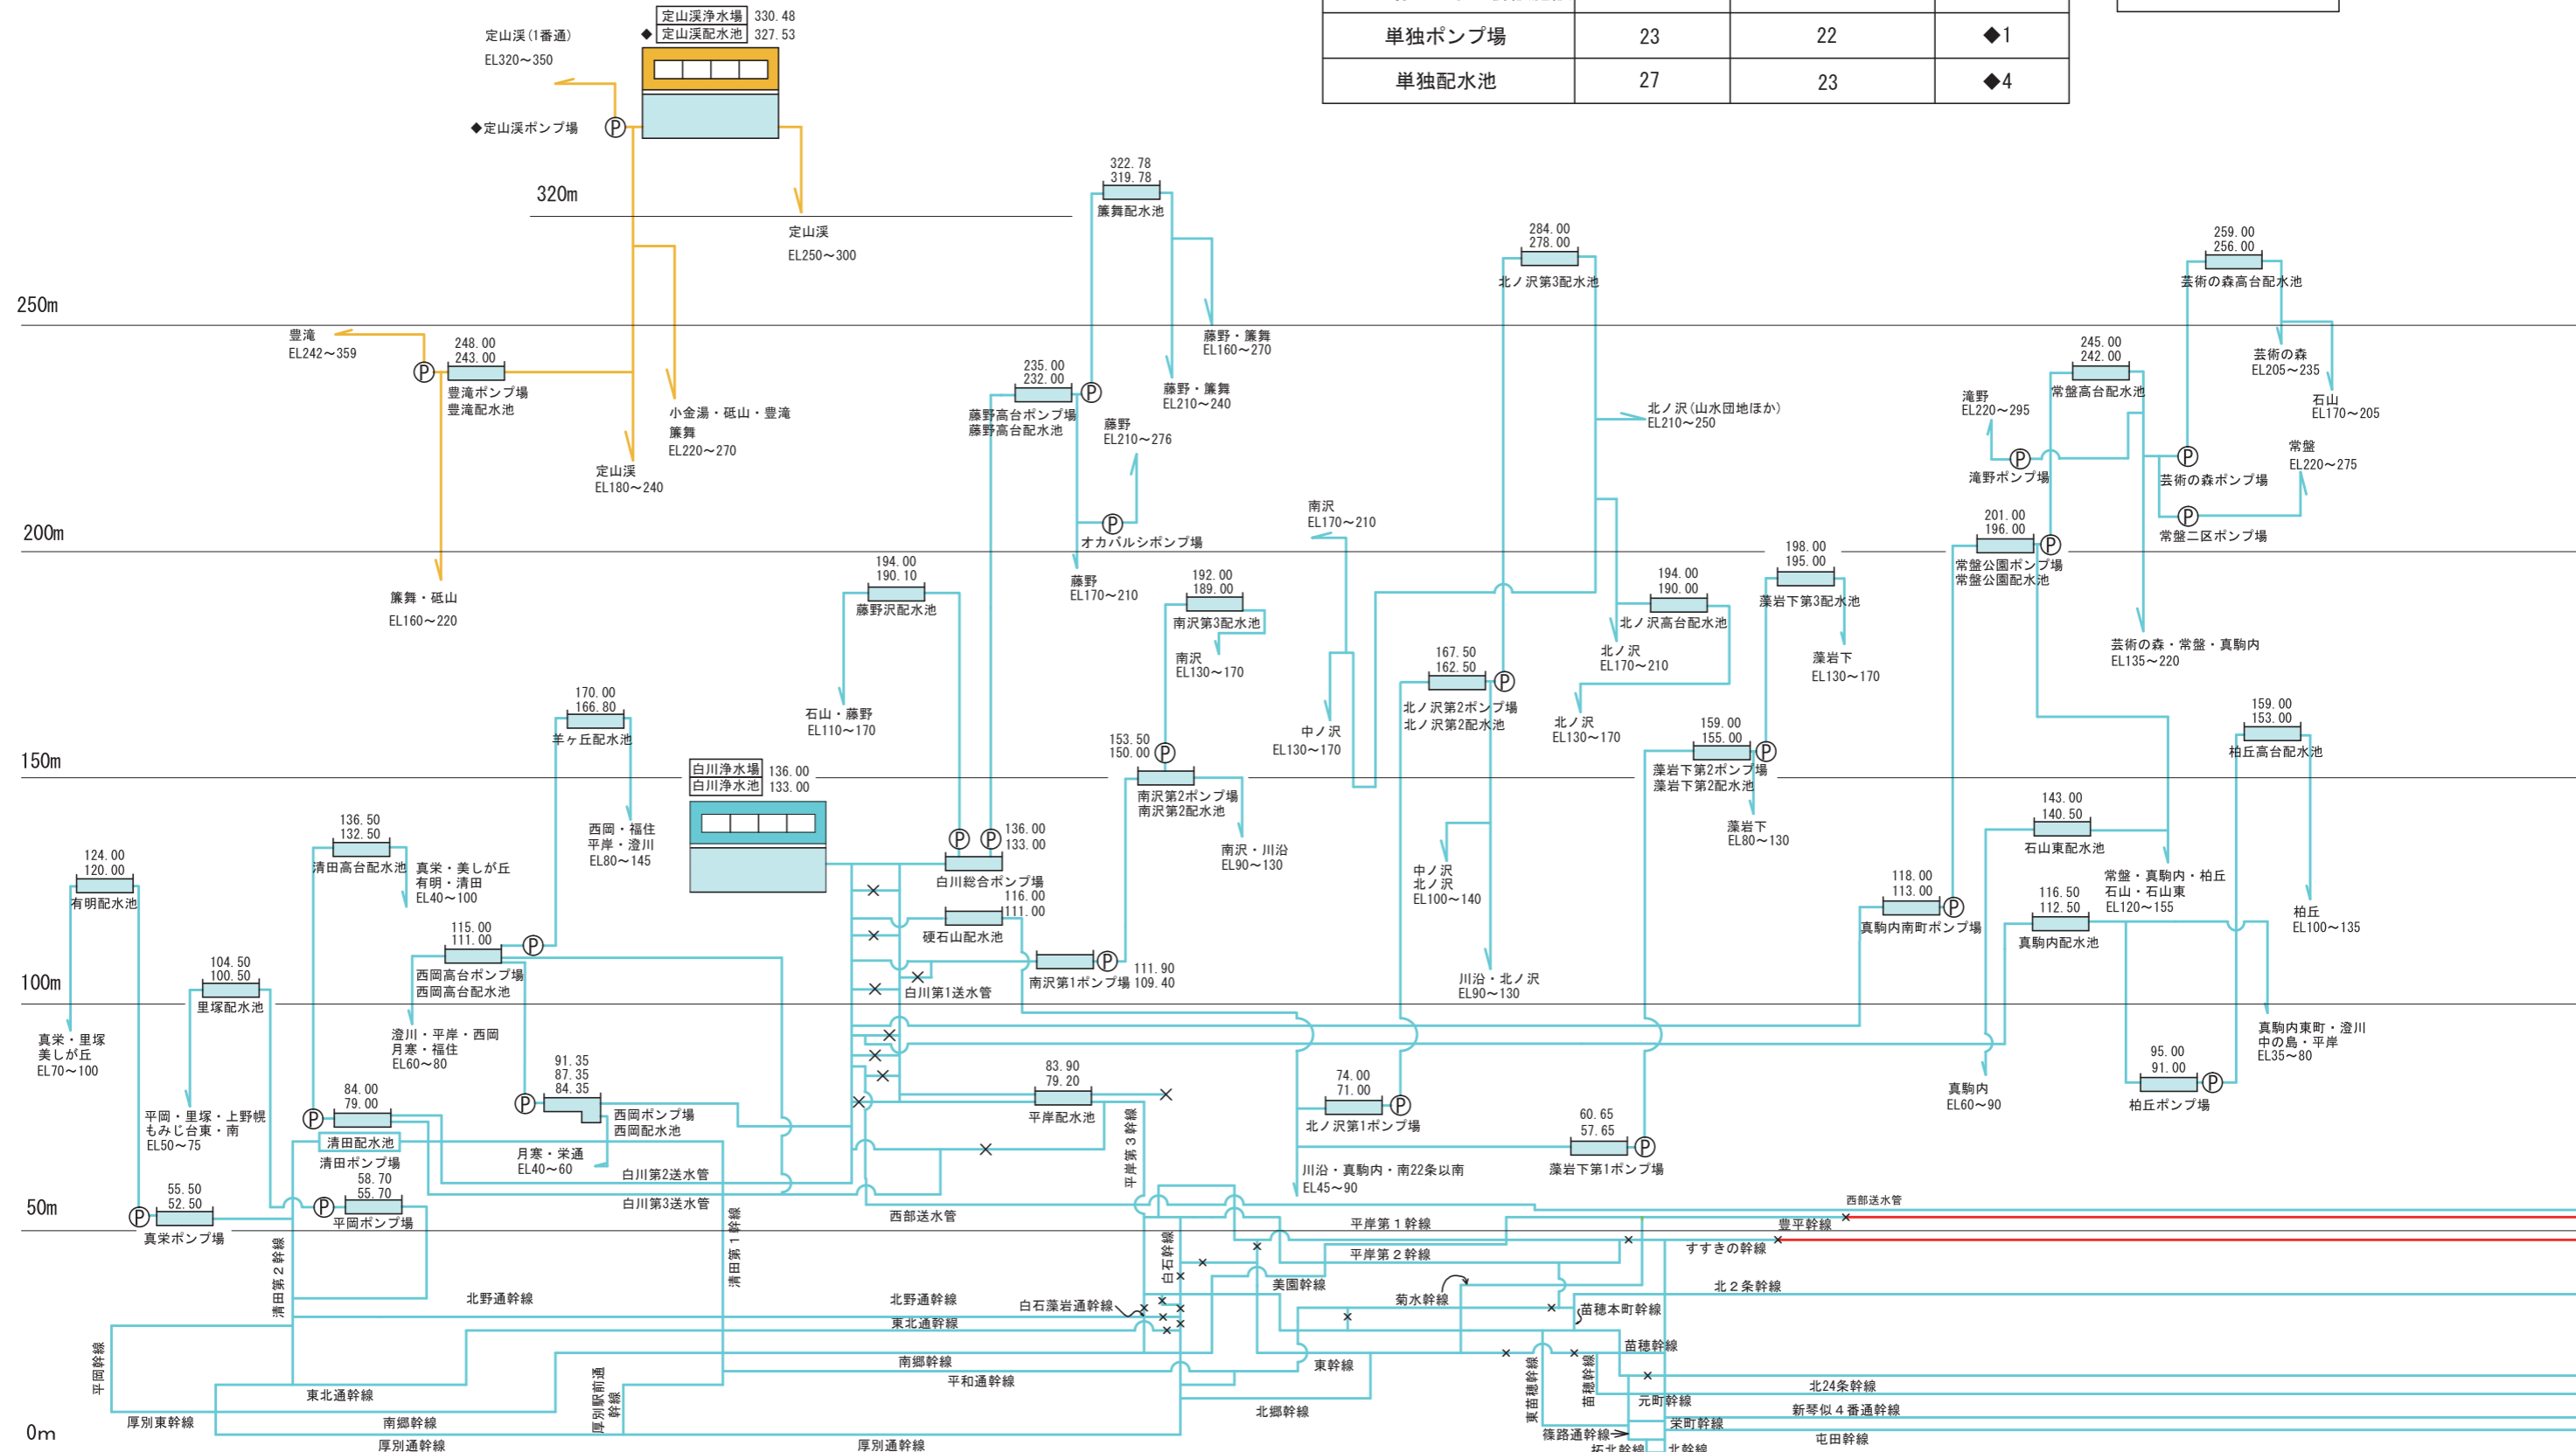 定山渓浄水場 330.48
◆ 定山渓配水池 327.53
定山渓(1番通)
EL320～350
◆定山渓ポンプ場
P
単独ポンプ場 23 22 ◆1
単独配水池 27 23 ◆4
320m
定山渓
EL250～300
322.78
319.78
簾舞配水池
284.00
278.00
北ノ沢第3配水池
259.00
256.00
芸術の森高台配水池
250m
豊滝
EL242～359
248.00
243.00
P
豊滝ポンプ場
豊滝配水池
小金湯・砥山・豊滝
簾舞
EL220～270
定山渓
EL180～240
235.00
232.00
P
藤野高台ポンプ場
藤野高台配水池
藤野・簾舞
EL160～270
藤野・簾舞
EL210～240
藤野
EL210～276
P
オカバルシポンプ場
藤野
EL170～210
北ノ沢(山水団地ほか)
EL210～250
245.00
242.00
常盤高台配水池
芸術の森
EL205～235
石山
EL170～205
滝野
EL220～295
P
滝野ポンプ場
P
芸術の森ポンプ場
常盤
EL220～275
P
常盤二区ポンプ場
200m
簾舞・砥山
EL160～220
194.00
190.10
藤野沢配水池
192.00
189.00
南沢第3配水池
南沢
EL130～170
南沢
EL170～210
194.00
190.00
北ノ沢高台配水池
北ノ沢
EL170～210
198.00
195.00
藻岩下第3配水池
藻岩下
EL130～170
201.00
196.00
P
常盤公園ポンプ場
常盤公園配水池
芸術の森・常盤・真駒内
EL135～220
170.00
166.80
羊ヶ丘配水池
石山・藤野
EL110～170
中ノ沢
EL130～170
167.50
162.50
P
北ノ沢第2ポンプ場
北ノ沢第2配水池
北ノ沢
EL130～170
159.00
155.00
P
藻岩下第2ポンプ場
藻岩下第2配水池
藻岩下
EL80～130
159.00
153.00
柏丘高台配水池
150m
白川浄水場 136.00
白川浄水池 133.00
153.50
150.00
P
南沢第2ポンプ場
南沢第2配水池
南沢・川沿
EL90～130
143.00
140.50
石山東配水池
常盤・真駒内・柏丘
石山・石山東
EL120～155
柏丘
EL100～135
124.00
120.00
有明配水池
136.50
132.50
清田高台配水池
真栄・美しが丘
有明・清田
EL40～100
西岡・福住
平岸・澄川
EL80～145
P P
136.00
133.00
白川総合ポンプ場
116.00
111.00
硬石山配水池
中ノ沢
北ノ沢
EL100～140
118.00
113.00
P
真駒内南町ポンプ場
116.50
112.50
真駒内配水池
115.00
111.00
P
西岡高台ポンプ場
西岡高台配水池
104.50
100.50
里塚配水池
P 111.90
南沢第1ポンプ場 109.40
白川第1送水管
川沿・北ノ沢
EL90～130
100m
真栄・里塚
美しが丘
EL70～100
澄川・平岸・西岡
月寒・福住
EL60～80
91.35
87.35
84.35
P
西岡ポンプ場
西岡配水池
83.90
79.20
平岸配水池
74.00
71.00
P
北ノ沢第1ポンプ場
真駒内東町・澄川
中の島・平岸
EL35～80
95.00
91.00
P
柏丘ポンプ場
真駒内
EL60～90
平岡・里塚・上野幌
もみじ台東・南
EL50～75
84.00
79.00
P
清田配水池
清田ポンプ場
60.65
57.65
P
藻岩下第1ポンプ場
月寒・栄通
EL40～60
川沿・真駒内・南22条以南
EL45～90
白川第2送水管
白川第3送水管
平岸第3幹線
58.70
55.70
P
平岡ポンプ場
55.50
52.50
P
真栄ポンプ場
50m
西部送水管
西部送水管
平岸第1幹線
豊平幹線
すすきの幹線
平岸第2幹線
清田第2幹線
清田第1幹線
白石幹線
美園幹線
菊水幹線
北2条幹線
北野通幹線
北野通幹線
白石藻岩通幹線
苗穂本町幹線
東北通幹線
苗穂幹線
南郷幹線
東幹線
平岡幹線
東北通幹線
平和通幹線
厚別駅前通
幹線
東苗穂幹線
苗穂幹線
北24条幹線
元町幹線
北郷幹線
新琴似4番通幹線
厚別東幹線
南郷幹線
栄町幹線
0m
篠路通幹線
屯田幹線
厚別通幹線
厚別通幹線
拓北幹線
北幹線